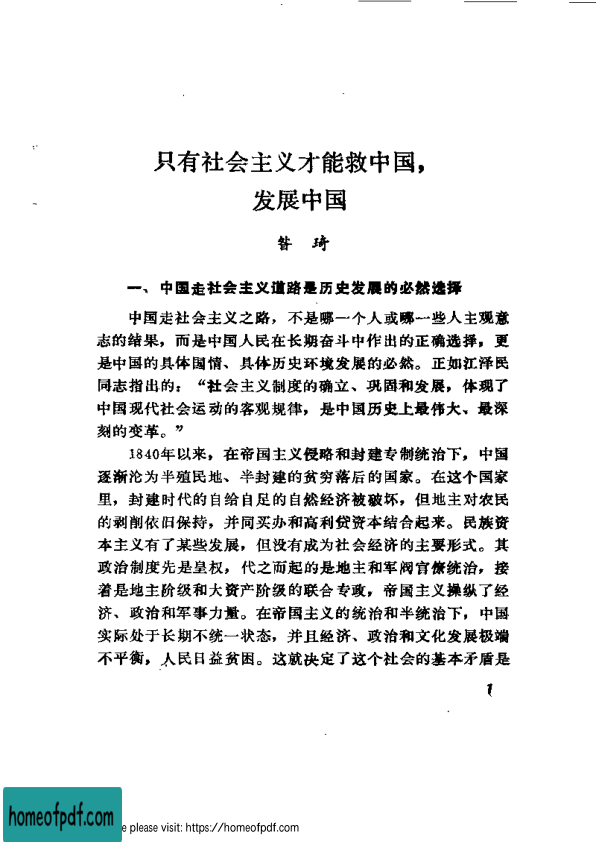 只有社会主义才能救中国，
发展中国
昝 琦
一、中国走社会主义道路是历史发展的必然选择
中国走社会主义之路，不是哪一个人或哪一些人主观意
志的结果，而是中国人民在长期奋斗中作出的正确选择，更
是中国的具体国情、具体历史环境发展的必然。正如江泽民
同志指出的：“社会主义制度的确立、巩固和发展，体现了
中国现代社会运动的客观规律，是中国历史上最伟大、最深
刻的变革。”
1840年以来，在帝国主义侵略和封建专制统治下，中国
逐渐沦为半殖民地、半封建的贫穷落后的国家。在这个国家
里，封建时代的自给自足的自然经济被破坏，但地主对农民
的剥削依旧保持，并同买办和高利贷资本结合起来。民族资
本主义有了某些发展，但没有成为社会经济的主要形式。其
政治制度先是皇权，代之而起的是地主和军阀官僚统治，接
着是地主阶级和大资产阶级的联合专政，帝国主义操纵了经
济、政治和军事力量。在帝国主义的统治和半统治下，中国
实际处于长期不统一状态，并且经济、政治和文化发展极端
不平衡，人民日益贫困。这就决定了这个社会的基本矛盾是
1
homeofpdf.com
e please visit: https://homeofpdf.com